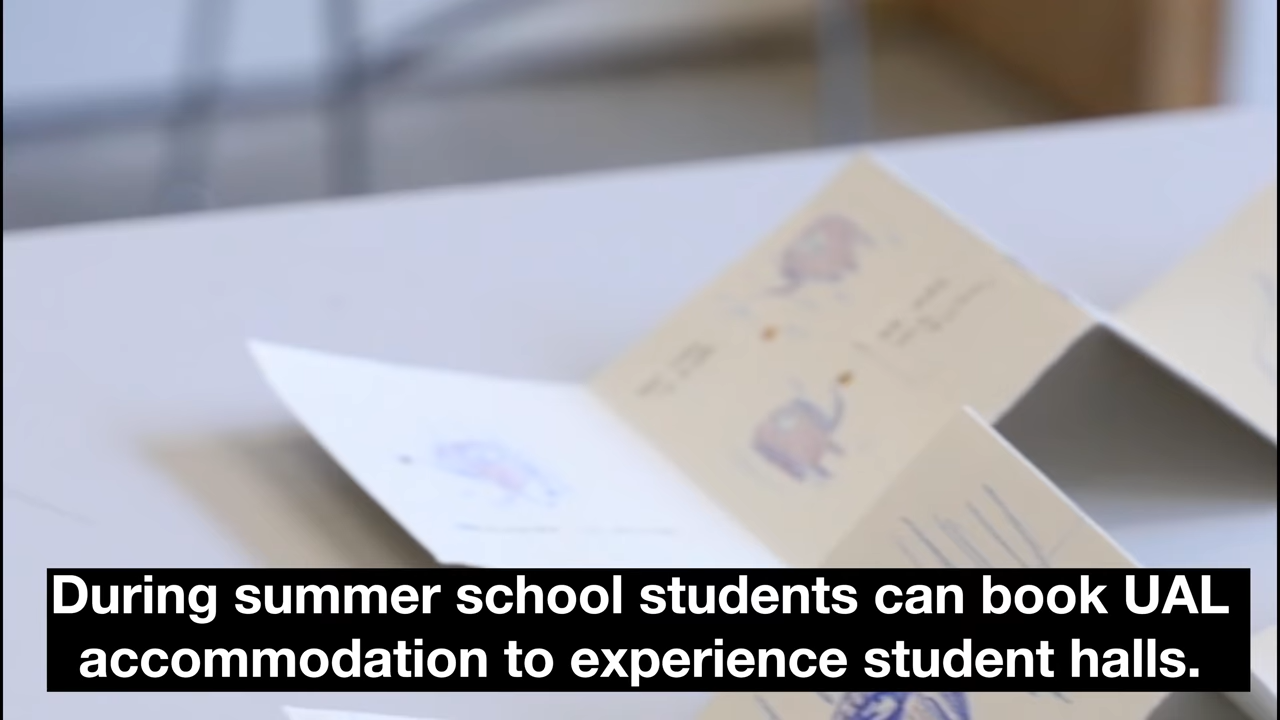 During summer school students can book UAL
accommodation to experience student halls.